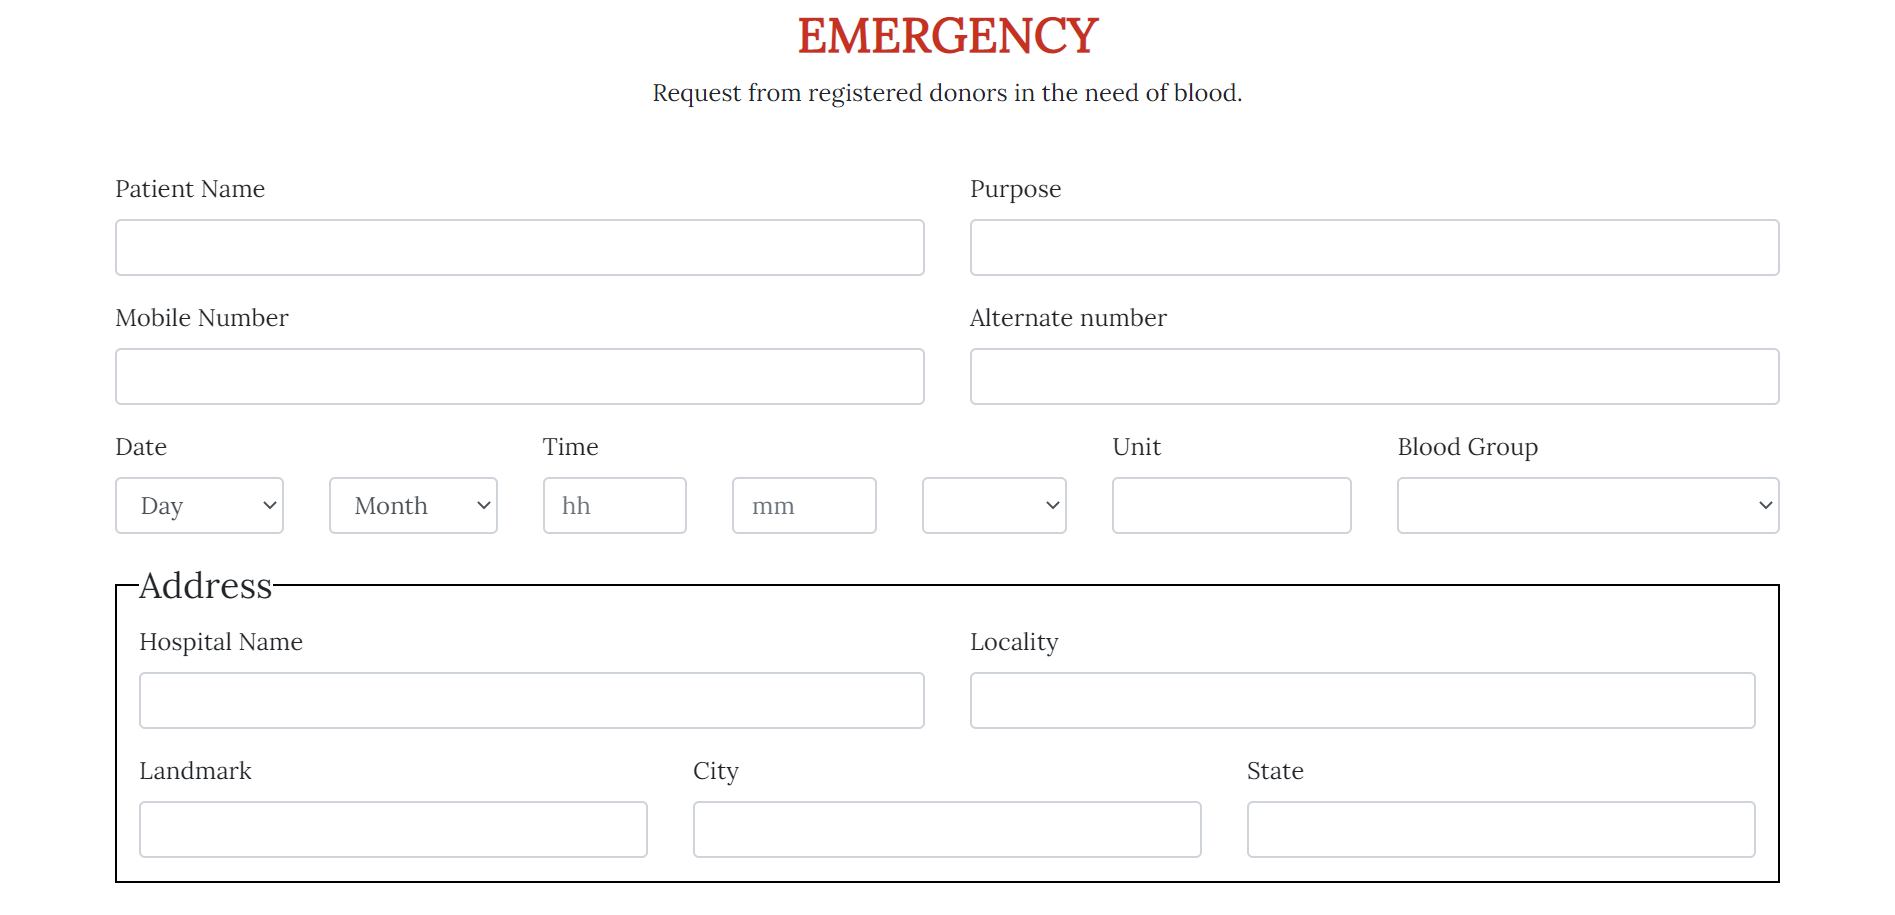 EMERGENCY
Request from registered donors in the need of blood.
Patient Name Purpose
Mobile Number Alternate number
Date Time Unit Blood Group
Day Month hh mm
Address
Hospital Name Locality
Landmark City State